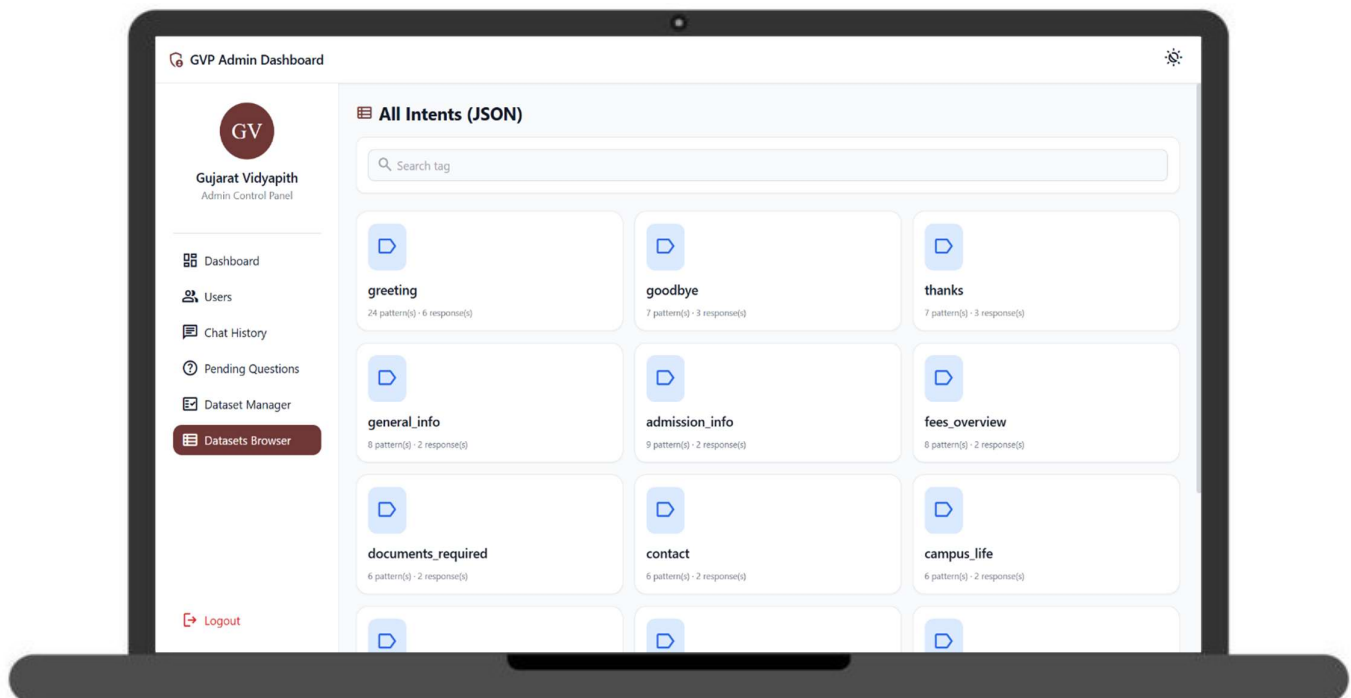 GVP Admin Dashboard
GV
Gujarat Vidyapith
Admin Control Panel
Dashboard
Users
Chat History
Pending Questions
Dataset Manager
Datasets Browser
Logout
All Intents (JSON)
Search tag
greeting
24 pattern(s) · 6 response(s)
goodbye
7 pattern(s) · 3 response(s)
thanks
7 pattern(s) · 3 response(s)
general_info
8 pattern(s) · 2 response(s)
admission_info
9 pattern(s) · 2 response(s)
fees_overview
8 pattern(s) · 2 response(s)
documents_required
6 pattern(s) · 2 response(s)
contact
6 pattern(s) · 2 response(s)
campus_life
6 pattern(s) · 2 response(s)